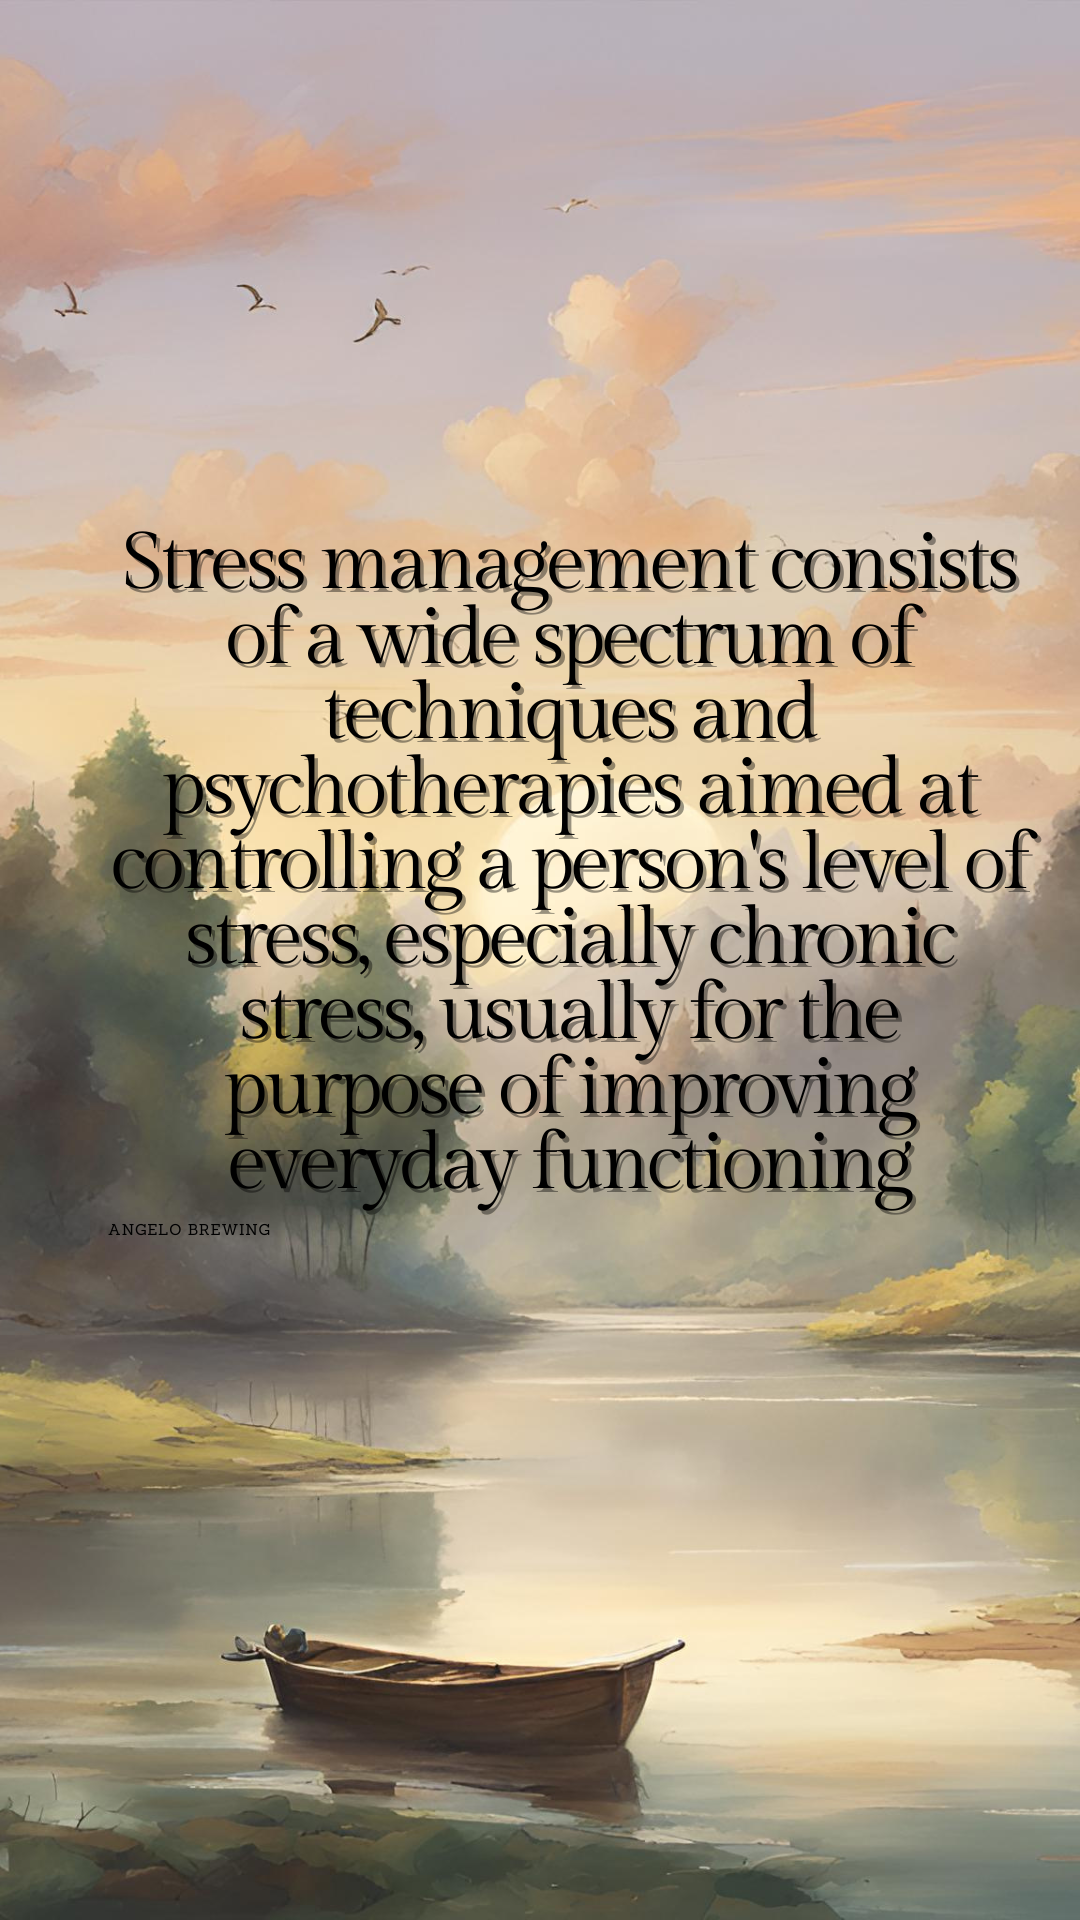 Stress management consists
of a wide spectrum of
techniques and
psychotherapies aimed at
controlling a person's level of
stress, especially chronic
stress, usually for the
purpose of improving
everyday functioning
ANGELO BREWING